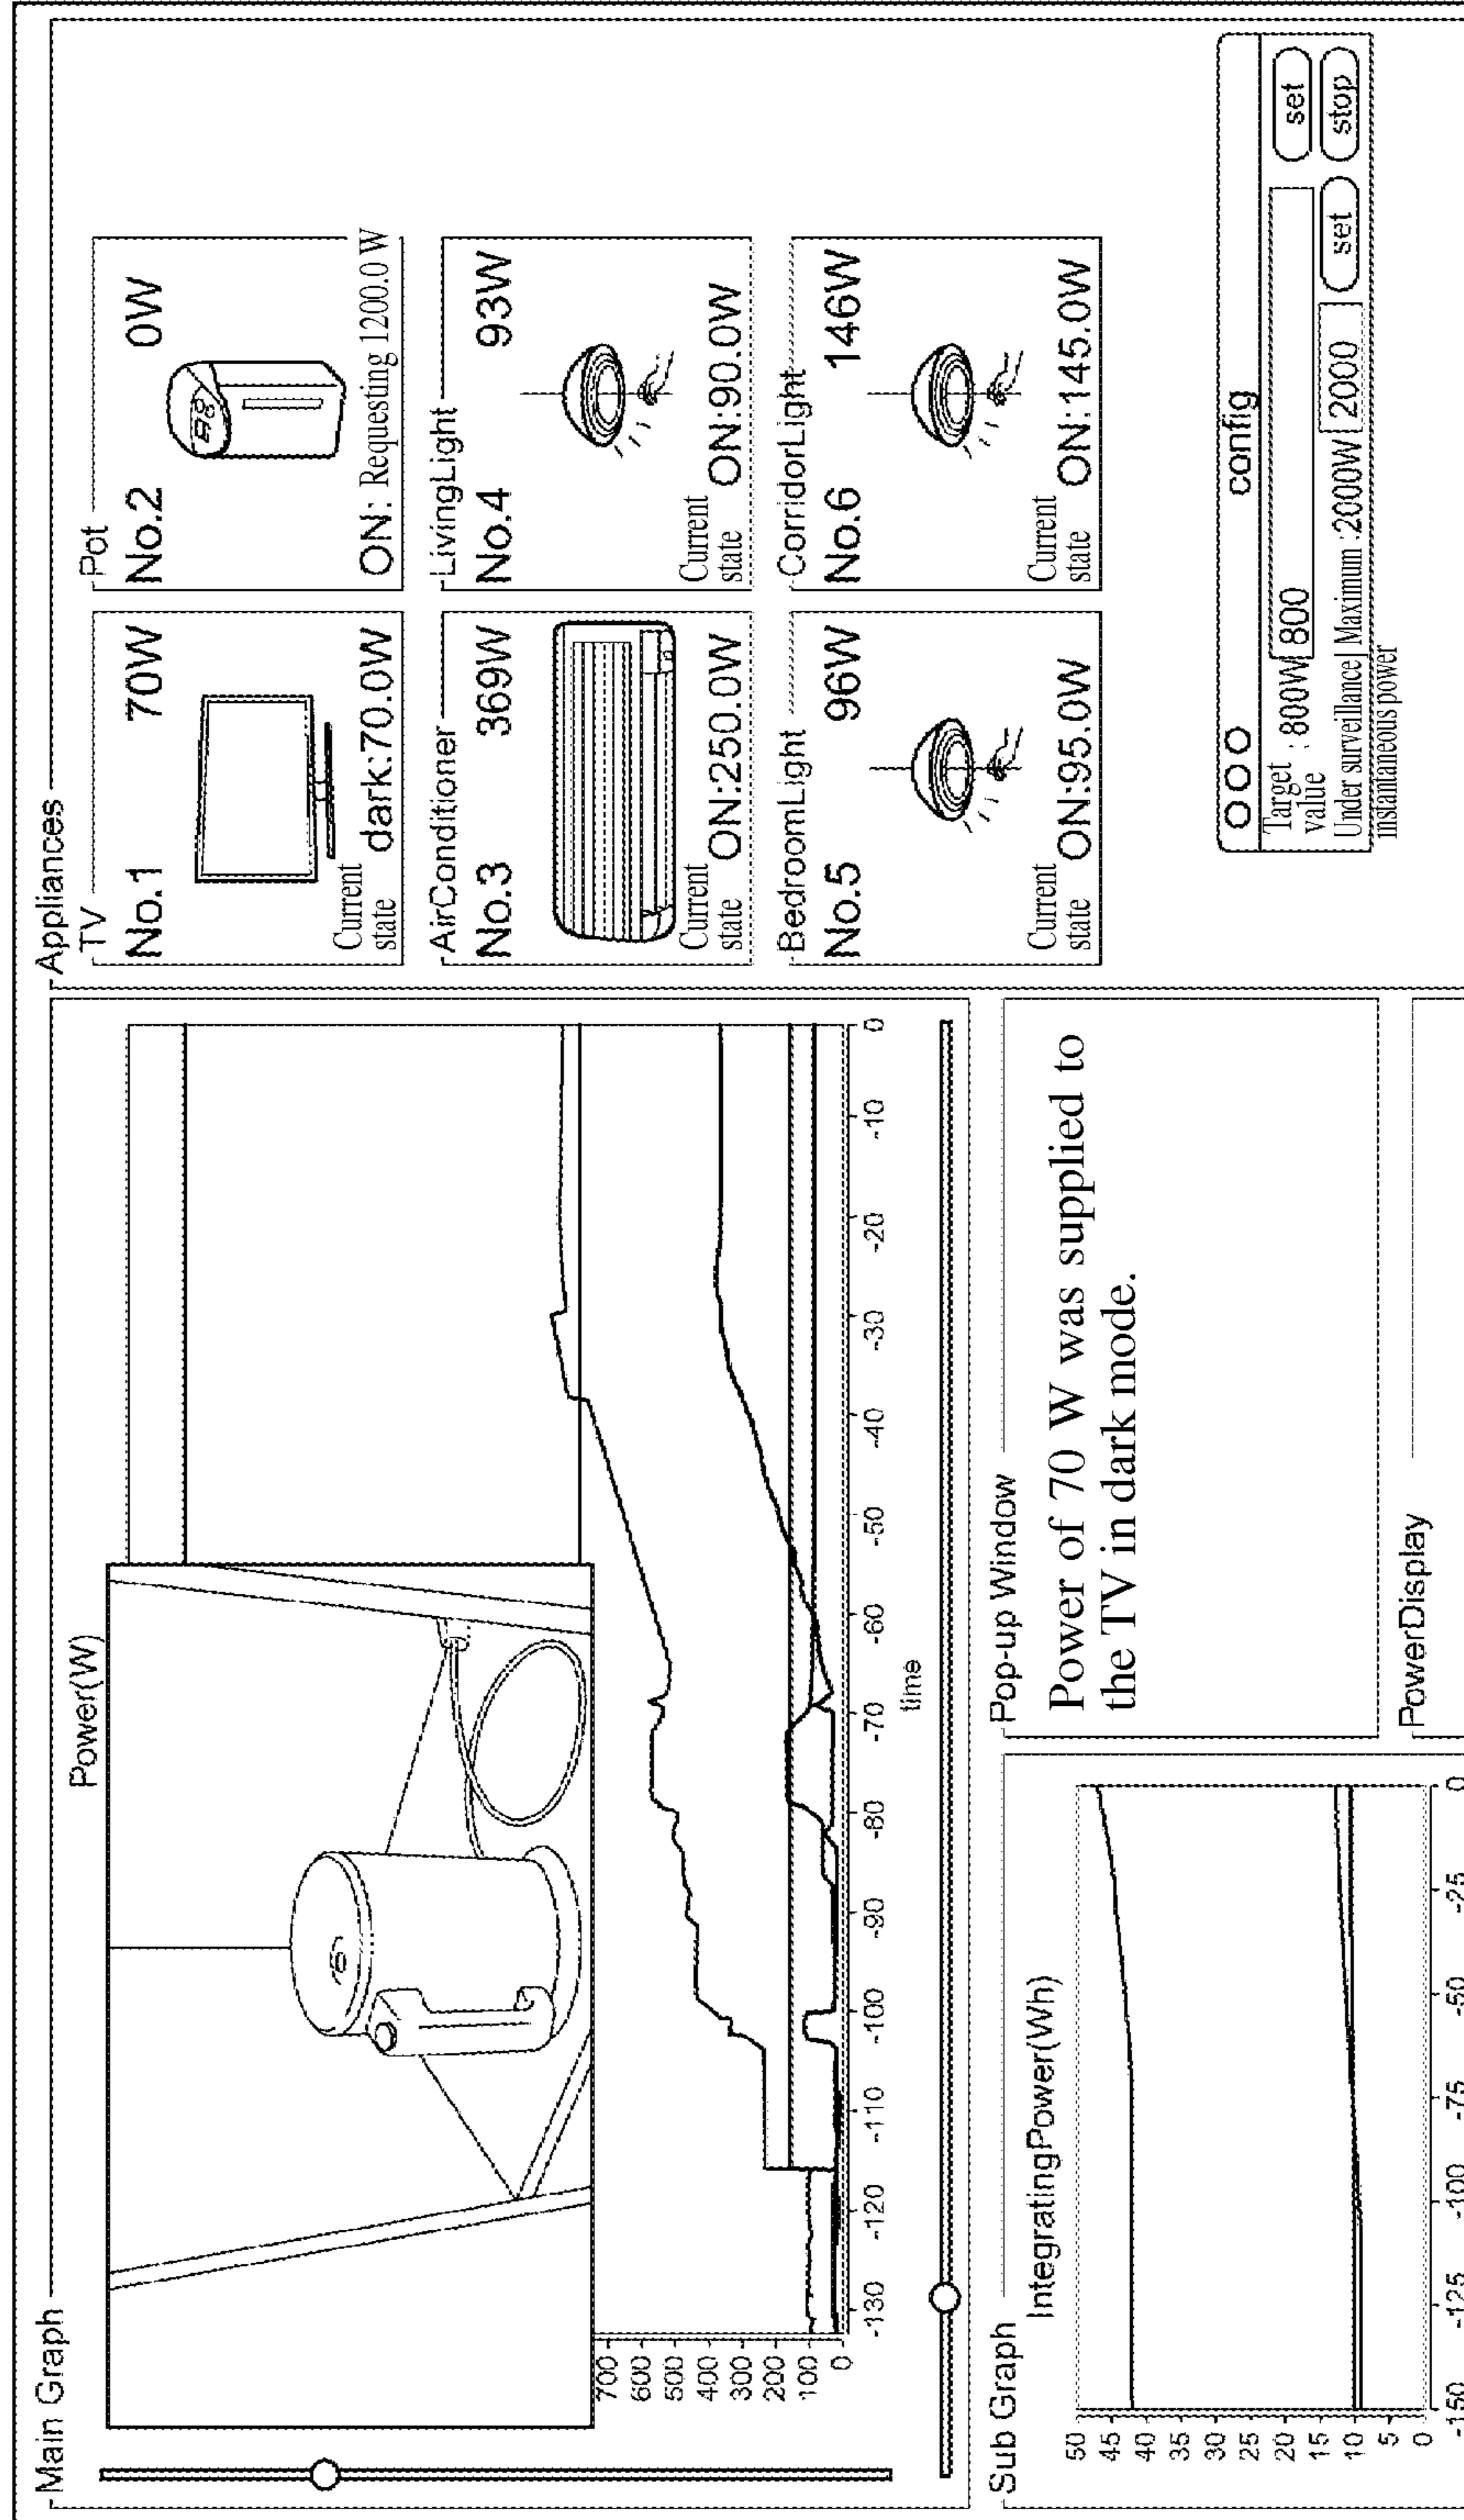 Main Graph
Power(W)
700
600
500
400
300
200
100
0
-130 -120 -110 -100 -90 -80 -70 -60 -50 -40 -30 -20 -10 0
time
Sub Graph
IntegratingPower(Wh)
50
45
40
35
30
25
20
15
10
5
0
-150 -125 -100 -75 -50 -25 0
Pop-up Window
Power of 70 W was supplied to
the TV in dark mode.
PowerDisplay
Appliances
TV
No.1 70W
Current
state dark:70.0W
Pot
No.2 0W
ON: Requesting 1200.0 W
AirConditioner
No.3 369W
Current
state ON:250.0W
LivingLight
No.4 93W
Current
state ON:90.0W
BedroomLight
No.5 96W
Current
state ON:95.0W
CorridorLight
No.6 146W
Current
state ON:145.0W
config
Target
value : 800W 800 set
Under surveillance Maximum :2000W 2000 set stop
instantaneous power